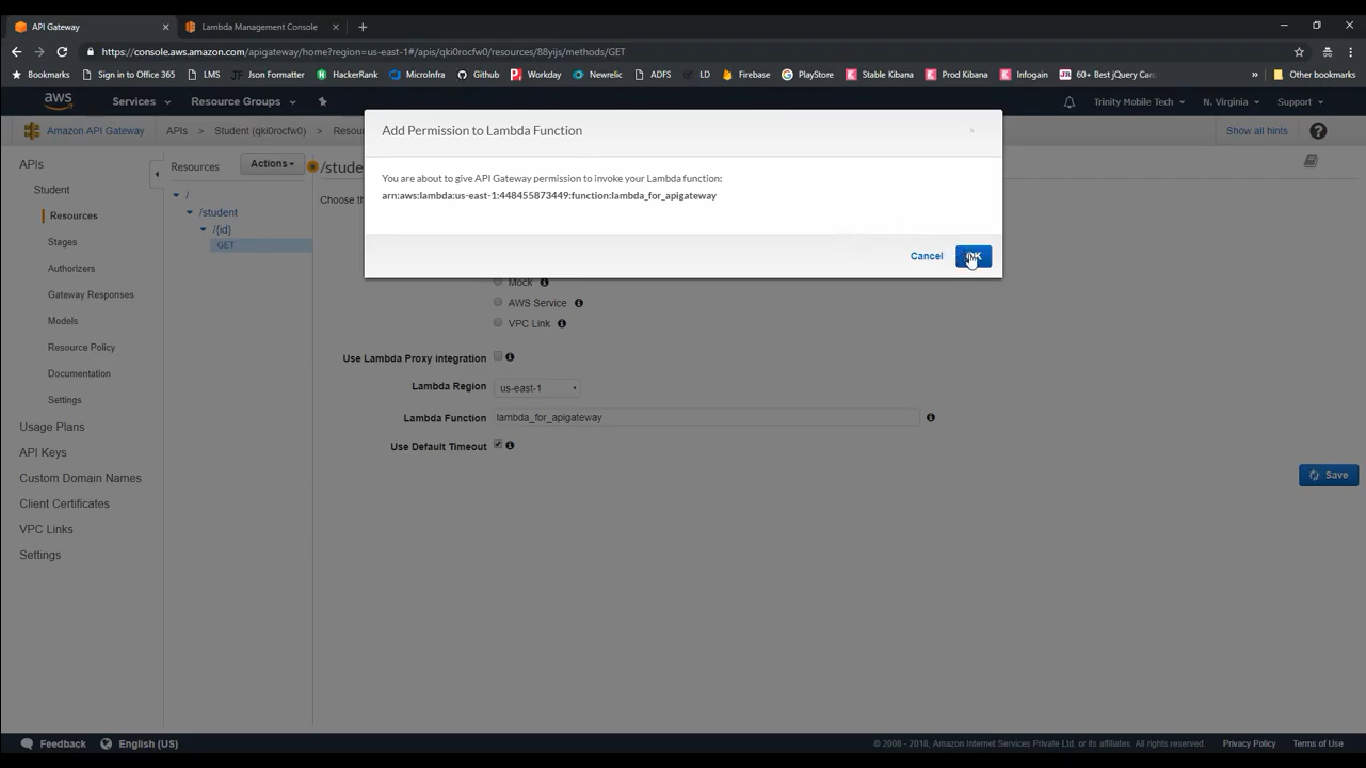 API Gateway
Lambda Management Console
https://console.aws.amazon.com/apigateway/home?region=us-east-1#/apis/qki0rocfw0/resources/88yijs/methods/GET
Bookmarks Sign in to Office 365 LMS Json Formatter HackerRank MicroInfra Github Workday Newrelic .ADFS LD Firebase PlayStore Stable Kibana Prod Kibana Infogain 60+ Best jQuery Car » Other bookmarks
aws Services Resource Groups Trinity Mobile Tech N. Virginia Support
Amazon API Gateway APIs > Student (qki0rocfw0) > Resou Show all hints
APIs
Student
Resources
Stages
Authorizers
Gateway Responses
Models
Resource Policy
Documentation
Settings
Usage Plans
API Keys
Custom Domain Names
Client Certificates
VPC Links
Settings
Resources Actions
/
/student
/{id}
GET
/stude
Choose th
Add Permission to Lambda Function
You are about to give API Gateway permission to invoke your Lambda function:
arn:aws:lambda:us-east-1:448455873449:function:lambda_for_apigateway
Cancel
Mock
AWS Service
VPC Link
Use Lambda Proxy integration
Lambda Region us-east-1
Lambda Function lambda_for_apigateway
Use Default Timeout
Save
Feedback English (US) © 2008 - 2018, Amazon Internet Services Private Ltd. or its affiliates. All rights reserved. Privacy Policy Terms of Use